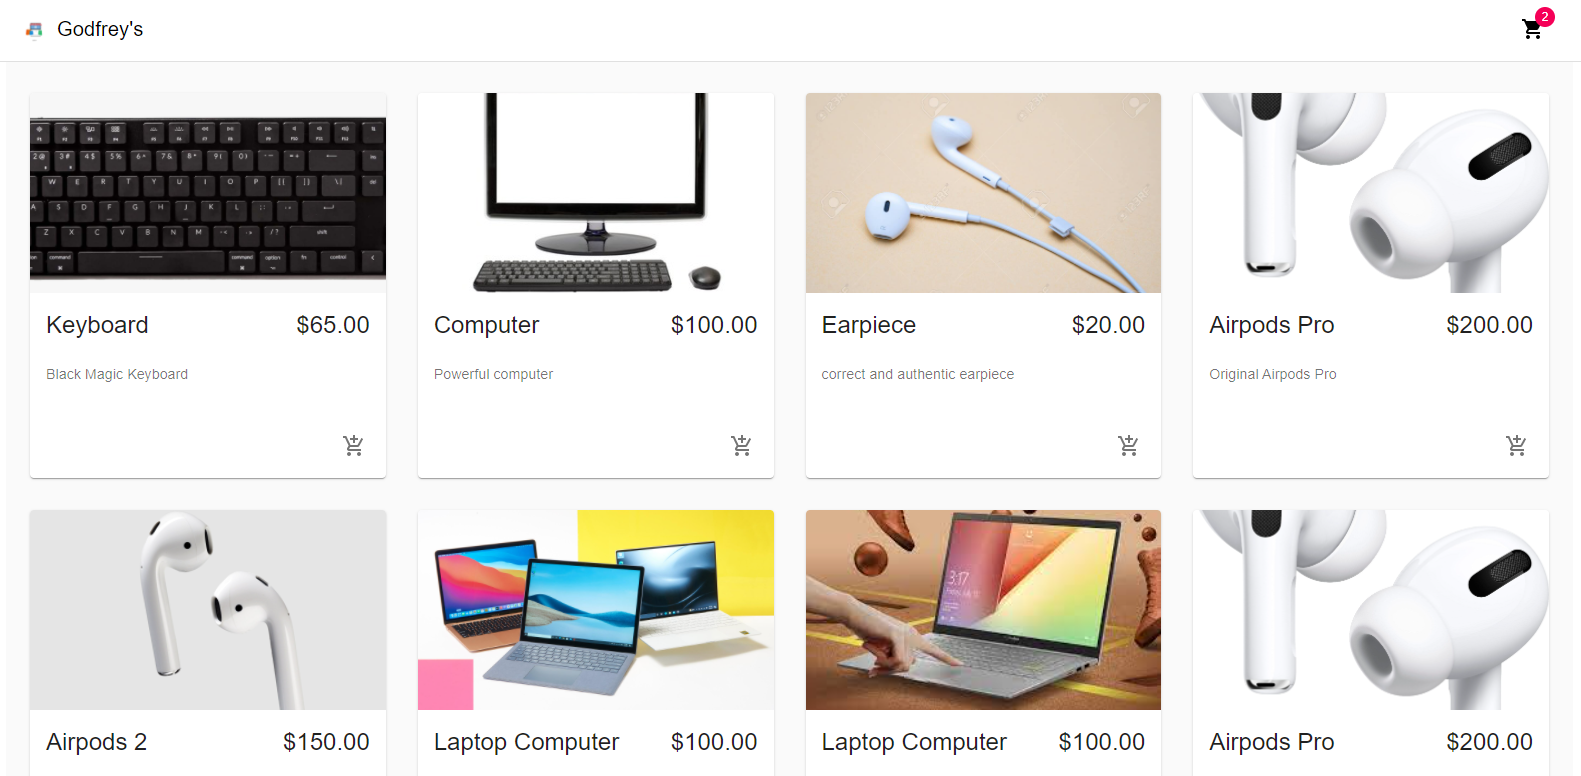 Godfrey's
2
Keyboard $65.00
Black Magic Keyboard
Computer $100.00
Powerful computer
Earpiece $20.00
correct and authentic earpiece
Airpods Pro $200.00
Original Airpods Pro
3:17
Airpods 2 $150.00
Laptop Computer $100.00
Laptop Computer $100.00
Airpods Pro $200.00